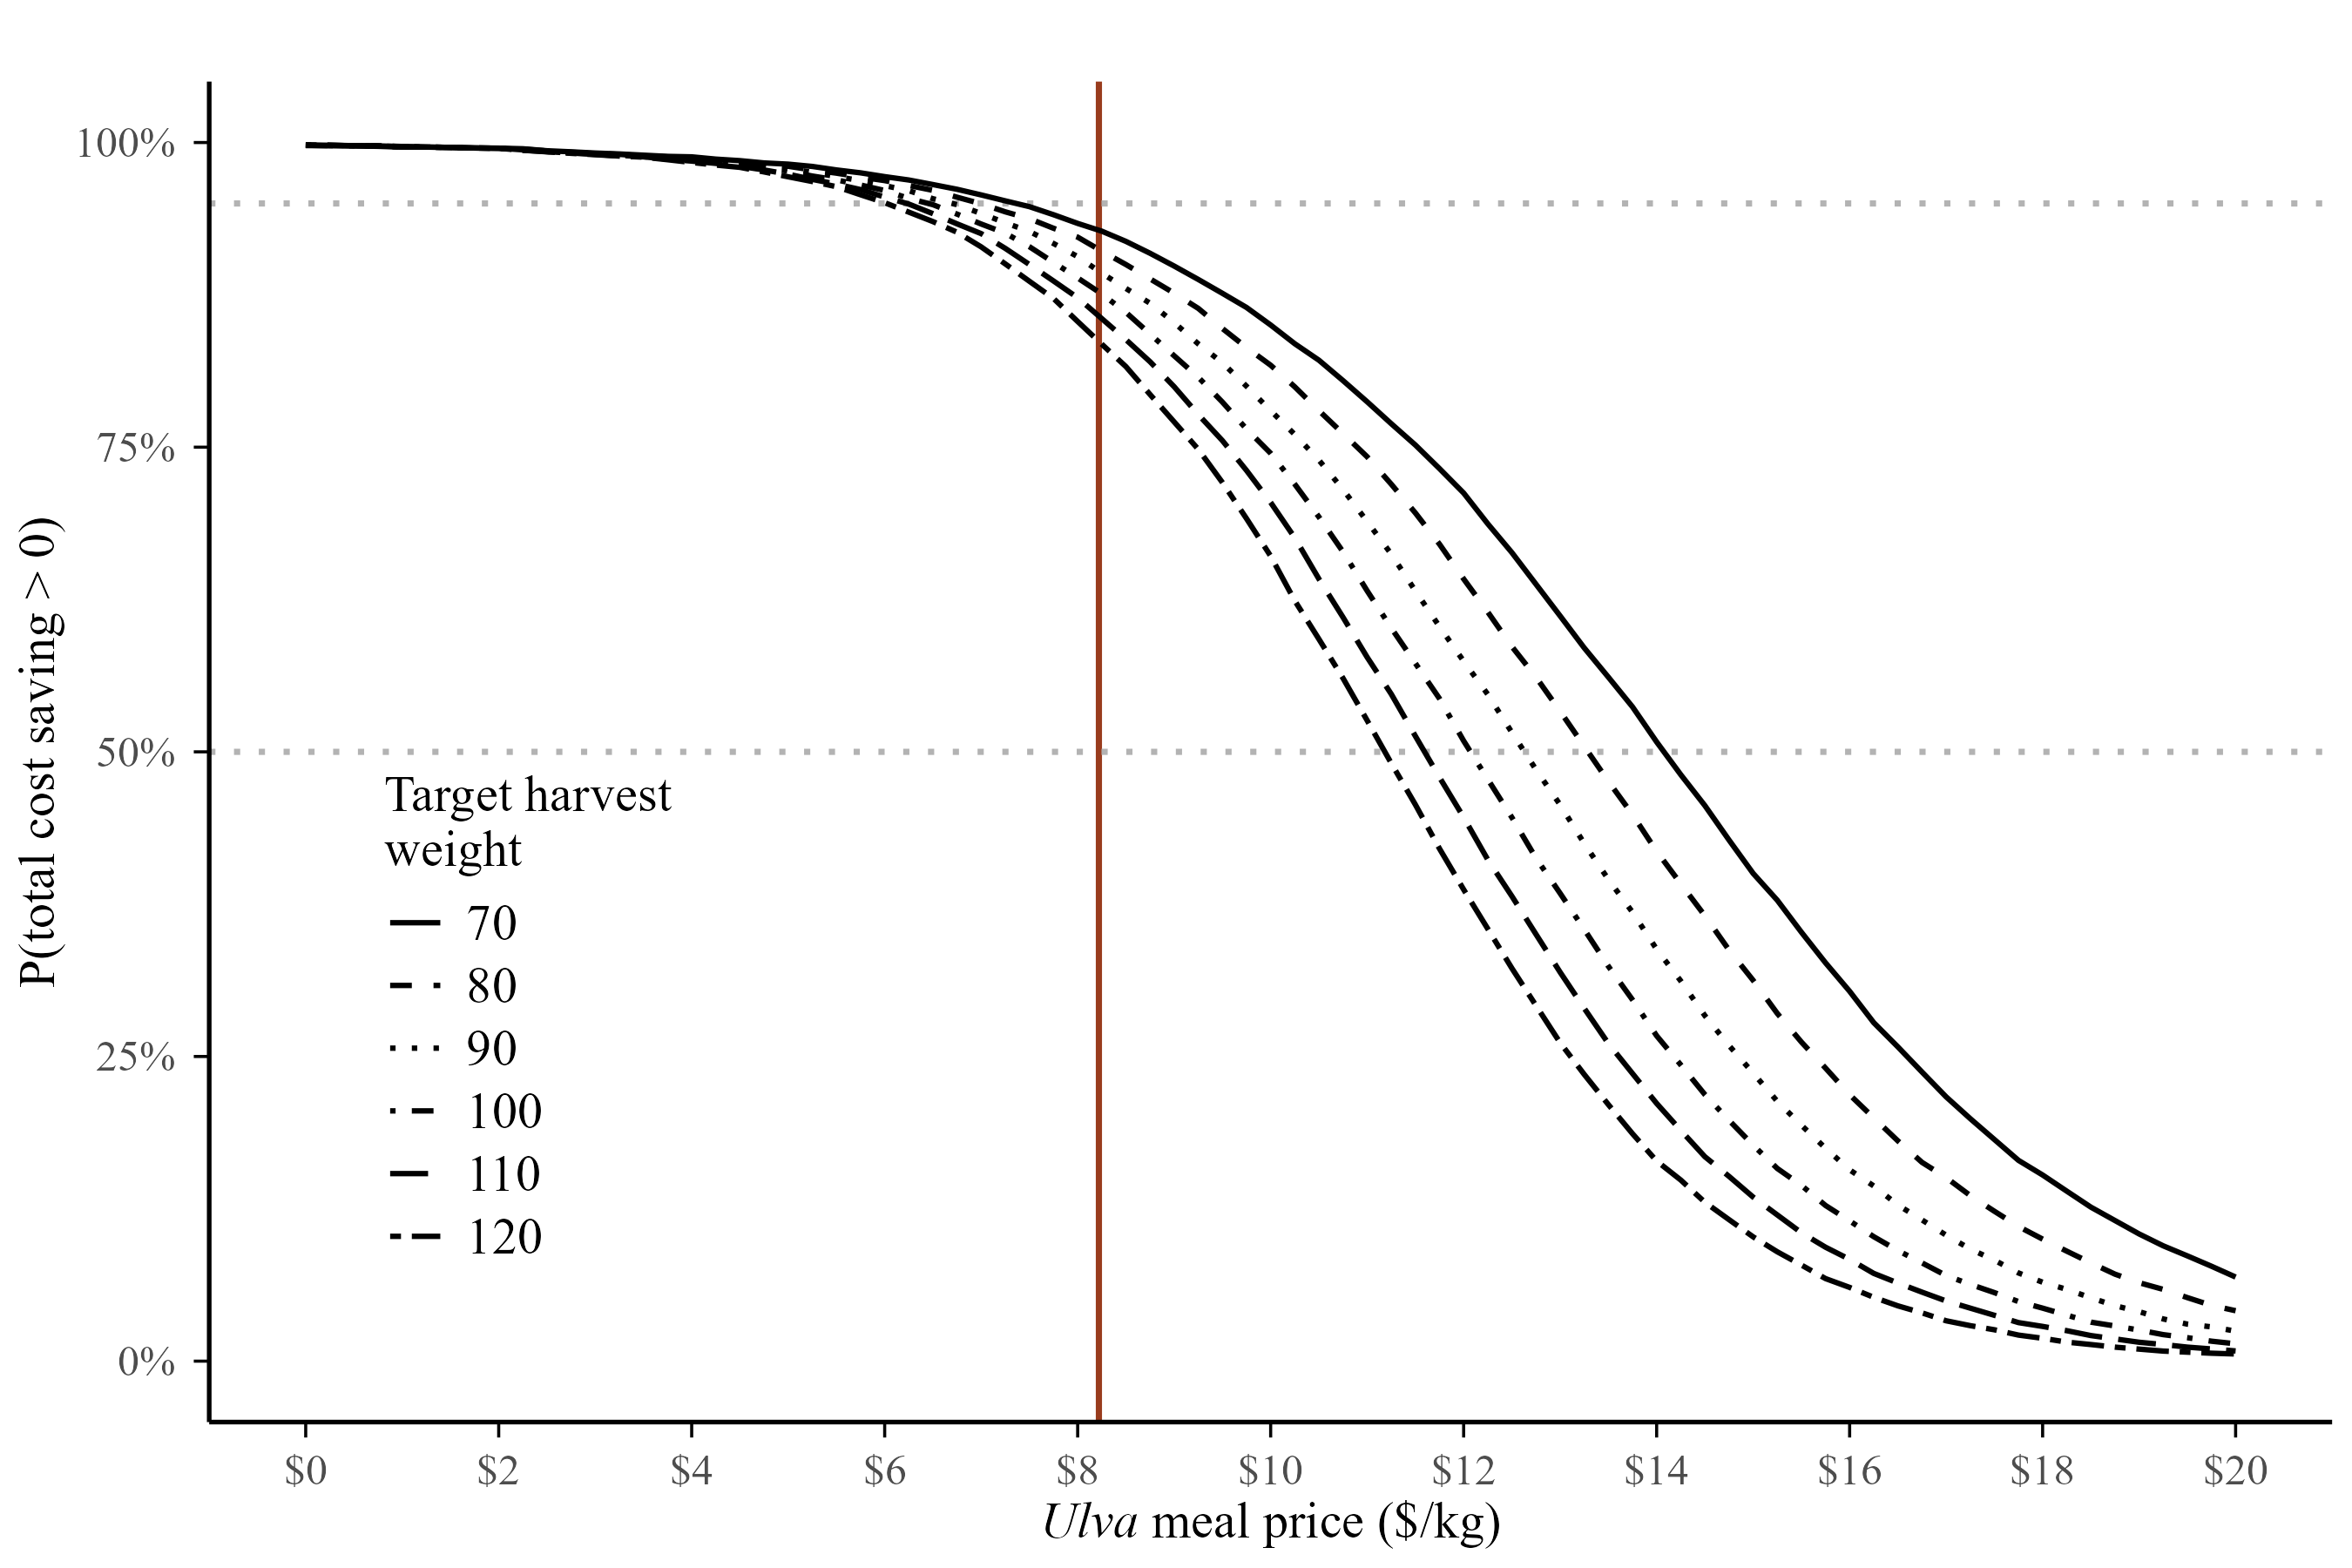 100%
75%
50%
25%
0%
P(total cost saving > 0)
Target harvest
weight
70
80
90
100
110
120
$0 $2 $4 $6 $8 $10 $12 $14 $16 $18 $20
Ulva meal price ($/kg)